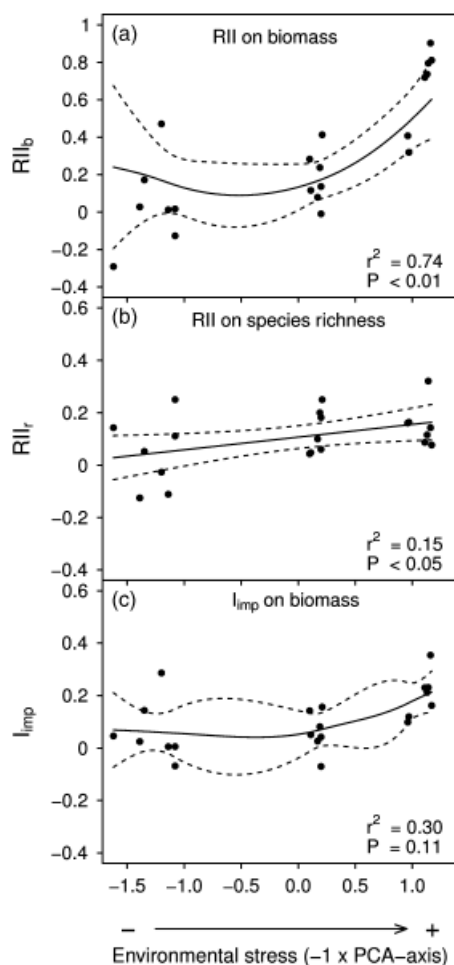 (a) RII on biomass
1
0.8
0.6
0.4
0.2
0
−0.2
−0.4
RIIb
r² = 0.74
P < 0.01
(b) RII on species richness
0.6
0.4
0.2
0
−0.2
−0.4
RIIr
r² = 0.15
P < 0.05
(c) Iimp on biomass
0.6
0.4
0.2
0
−0.2
−0.4
Iimp
r² = 0.30
P = 0.11
−1.5 −1.0 −0.5 0.0 0.5 1.0
− +
Environmental stress (−1 x PCA−axis)